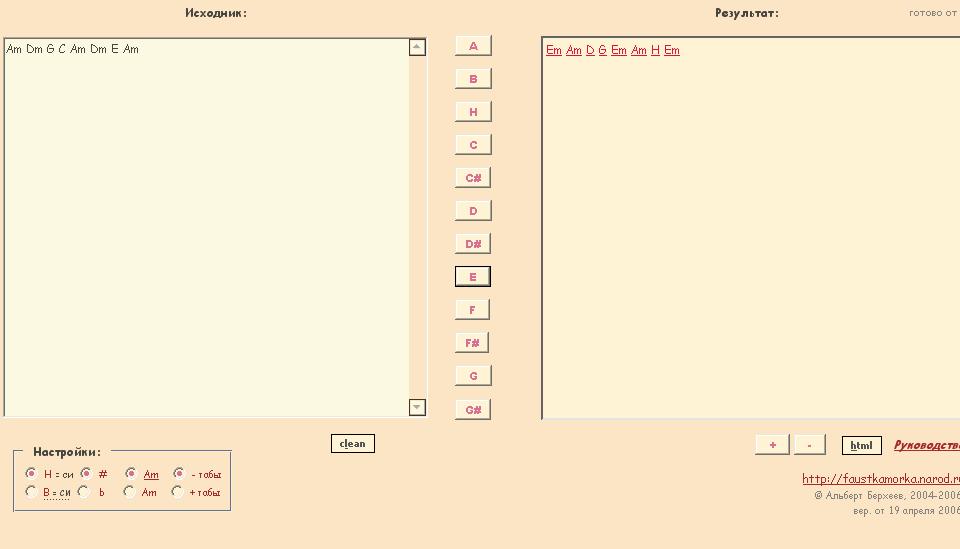 Исходник:
Результат:
готово от
Am Dm G C Am Dm E Am
Em Am D G Em Am H Em
A
B
H
C
C#
D
D#
E
F
F#
G
G#
clean
+ -
html
Руководств
Настройки:
H = си # Am - табы
B = си b Am + табы
http://faustkamorka.narod.r
© Альберт Берхеев, 2004-2006
вер. от 19 апреля 2006